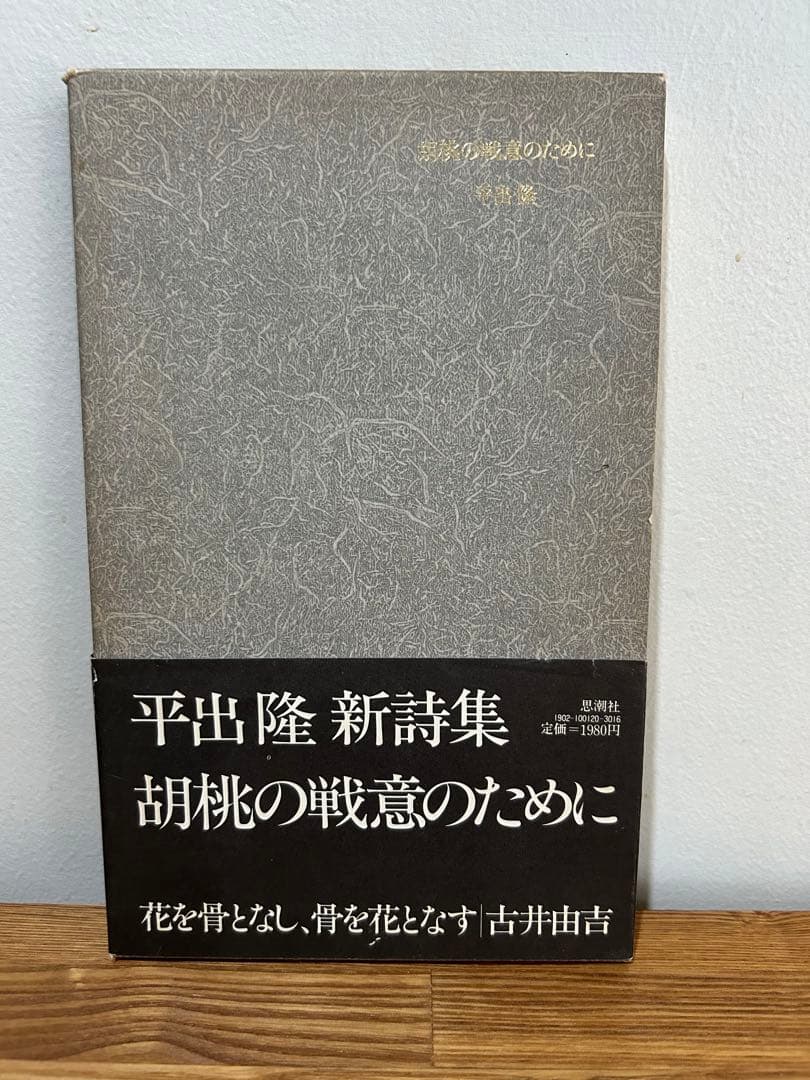 胡桃の戦意のために
平出隆
平出隆 新詩集
思潮社
1902-100120-3016
定価=1980円
胡桃の戦意のために
花を骨となし、骨を花となす|古井由吉